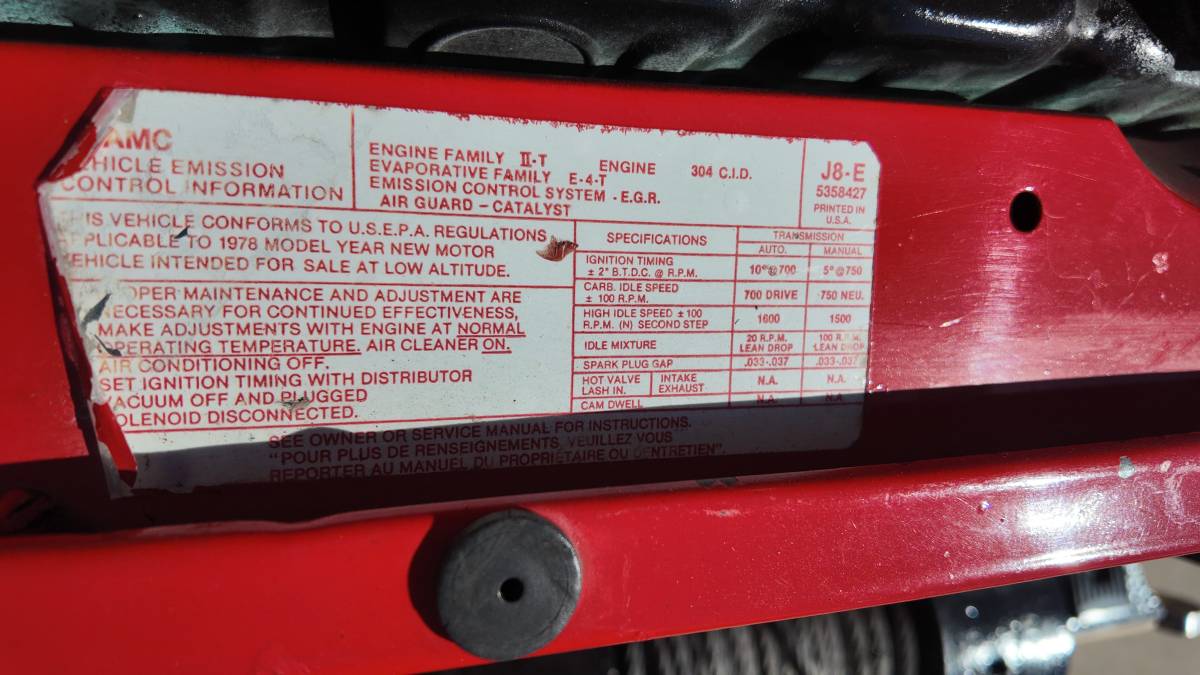 AMC
VEHICLE EMISSION
CONTROL INFORMATION
ENGINE FAMILY II-T ENGINE 304 C.I.D.
EVAPORATIVE FAMILY E-4-T
EMISSION CONTROL SYSTEM - E.G.R.
AIR GUARD - CATALYST
J8-E
5358427
PRINTED IN
U.S.A.
THIS VEHICLE CONFORMS TO U.S.E.P.A. REGULATIONS
APPLICABLE TO 1978 MODEL YEAR NEW MOTOR
VEHICLE INTENDED FOR SALE AT LOW ALTITUDE.
PROPER MAINTENANCE AND ADJUSTMENT ARE
NECESSARY FOR CONTINUED EFFECTIVENESS,
MAKE ADJUSTMENTS WITH ENGINE AT NORMAL
OPERATING TEMPERATURE. AIR CLEANER ON.
AIR CONDITIONING OFF.
SET IGNITION TIMING WITH DISTRIBUTOR
VACUUM OFF AND PLUGGED
SOLENOID DISCONNECTED.
SPECIFICATIONS TRANSMISSION
AUTO. MANUAL
IGNITION TIMING
± 2° B.T.D.C. @ R.P.M. 10°@700 5°@750
CARB. IDLE SPEED
± 100 R.P.M. 700 DRIVE 750 NEU.
HIGH IDLE SPEED ±100
R.P.M. (N) SECOND STEP 1600 1500
IDLE MIXTURE 20 R.P.M. LEAN DROP 100 R.P.M. LEAN DROP
SPARK PLUG GAP .033-.037 .033-.037
HOT VALVE LASH IN. INTAKE EXHAUST N.A. N.A.
CAM DWELL N.A. N.A.
SEE OWNER OR SERVICE MANUAL FOR INSTRUCTIONS.
"POUR PLUS DE RENSEIGNEMENTS, VEUILLEZ VOUS
REPORTER AU MANUEL DU PROPRIÉTAIRE OU D'ENTRETIEN".